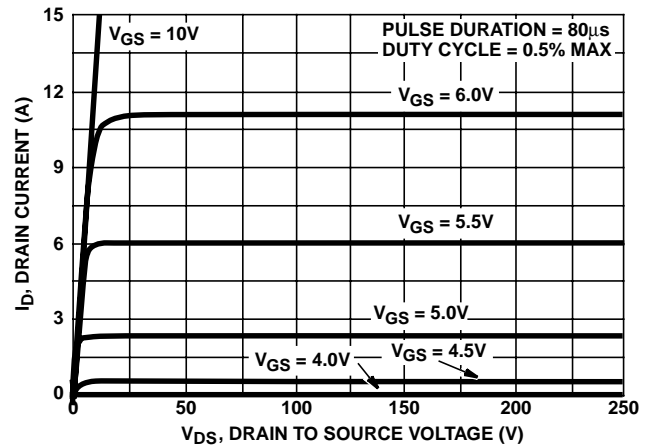 15
V_GS = 10V
PULSE DURATION = 80µs
DUTY CYCLE = 0.5% MAX
12
V_GS = 6.0V
9
V_GS = 5.5V
6
V_GS = 5.0V
3
V_GS = 4.0V
V_GS = 4.5V
0
0 50 100 150 200 250
I_D, DRAIN CURRENT (A)
V_DS, DRAIN TO SOURCE VOLTAGE (V)